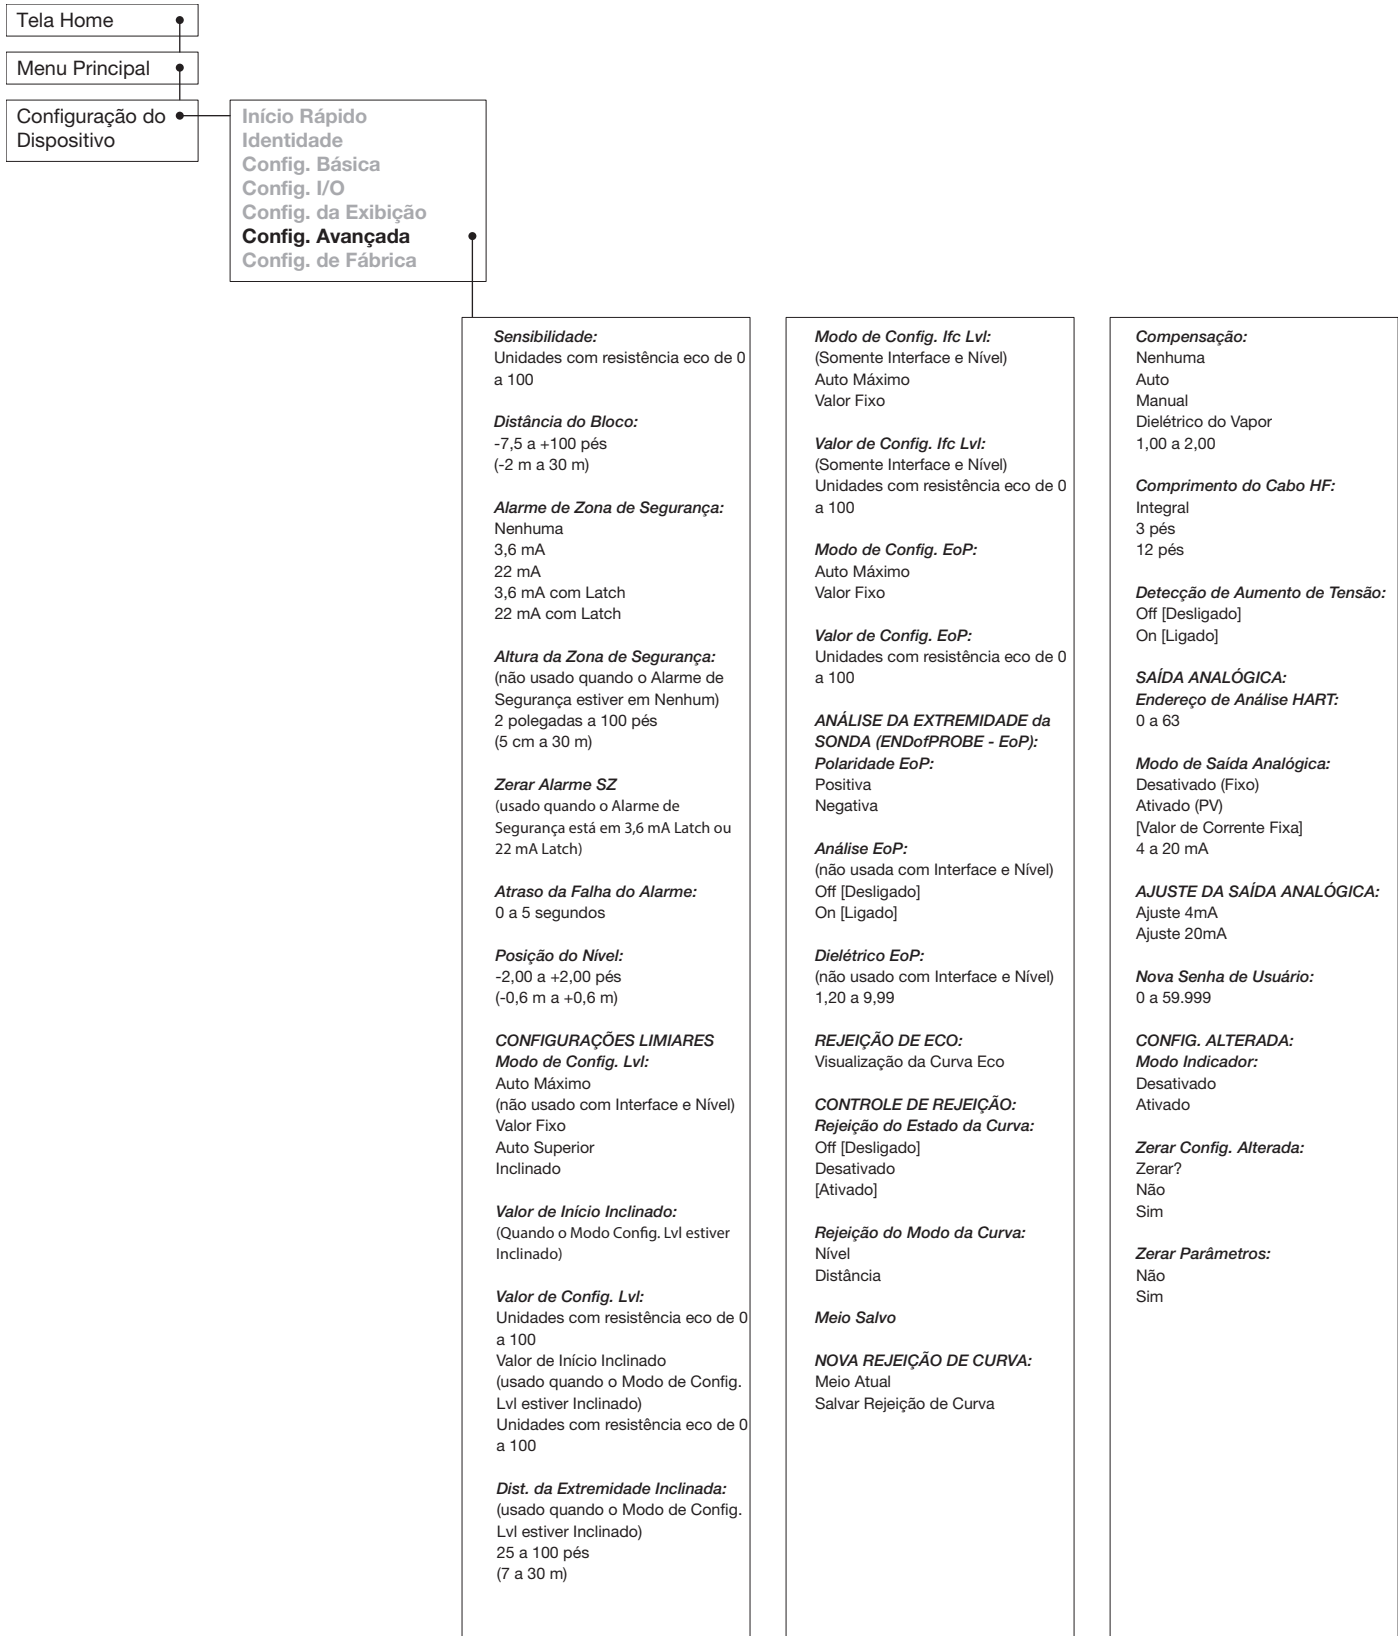 Tela Home
Menu Principal
Configuração do
Dispositivo
Início Rápido
Identidade
Config. Básica
Config. I/O
Config. da Exibição
Config. Avançada
Config. de Fábrica
Sensibilidade:
Unidades com resistência eco de 0
a 100
Distância do Bloco:
-7,5 a +100 pés
(-2 m a 30 m)
Alarme de Zona de Segurança:
Nenhuma
3,6 mA
22 mA
3,6 mA com Latch
22 mA com Latch
Altura da Zona de Segurança:
(não usado quando o Alarme de
Segurança estiver em Nenhum)
2 polegadas a 100 pés
(5 cm a 30 m)
Zerar Alarme SZ
(usado quando o Alarme de
Segurança está em 3,6 mA Latch ou
22 mA Latch)
Atraso da Falha do Alarme:
0 a 5 segundos
Posição do Nível:
-2,00 a +2,00 pés
(-0,6 m a +0,6 m)
CONFIGURAÇÕES LIMIARES
Modo de Config. Lvl:
Auto Máximo
(não usado com Interface e Nível)
Valor Fixo
Auto Superior
Inclinado
Valor de Início Inclinado:
(Quando o Modo Config. Lvl estiver
Inclinado)
Valor de Config. Lvl:
Unidades com resistência eco de 0
a 100
Valor de Início Inclinado
(usado quando o Modo de Config.
Lvl estiver Inclinado)
Unidades com resistência eco de 0
a 100
Dist. da Extremidade Inclinada:
(usado quando o Modo de Config.
Lvl estiver Inclinado)
25 a 100 pés
(7 a 30 m)
Modo de Config. Ifc Lvl:
(Somente Interface e Nível)
Auto Máximo
Valor Fixo
Valor de Config. Ifc Lvl:
(Somente Interface e Nível)
Unidades com resistência eco de 0
a 100
Modo de Config. EoP:
Auto Máximo
Valor Fixo
Valor de Config. EoP:
Unidades com resistência eco de 0
a 100
ANÁLISE DA EXTREMIDADE da
SONDA (ENDofPROBE - EoP):
Polaridade EoP:
Positiva
Negativa
Análise EoP:
(não usada com Interface e Nível)
Off [Desligado]
On [Ligado]
Dielétrico EoP:
(não usado com Interface e Nível)
1,20 a 9,99
REJEIÇÃO DE ECO:
Visualização da Curva Eco
CONTROLE DE REJEIÇÃO:
Rejeição do Estado da Curva:
Off [Desligado]
Desativado
[Ativado]
Rejeição do Modo da Curva:
Nível
Distância
Meio Salvo
NOVA REJEIÇÃO DE CURVA:
Meio Atual
Salvar Rejeição de Curva
Compensação:
Nenhuma
Auto
Manual
Dielétrico do Vapor
1,00 a 2,00
Comprimento do Cabo HF:
Integral
3 pés
12 pés
Detecção de Aumento de Tensão:
Off [Desligado]
On [Ligado]
SAÍDA ANALÓGICA:
Endereço de Análise HART:
0 a 63
Modo de Saída Analógica:
Desativado (Fixo)
Ativado (PV)
[Valor de Corrente Fixa]
4 a 20 mA
AJUSTE DA SAÍDA ANALÓGICA:
Ajuste 4mA
Ajuste 20mA
Nova Senha de Usuário:
0 a 59.999
CONFIG. ALTERADA:
Modo Indicador:
Desativado
Ativado
Zerar Config. Alterada:
Zerar?
Não
Sim
Zerar Parâmetros:
Não
Sim